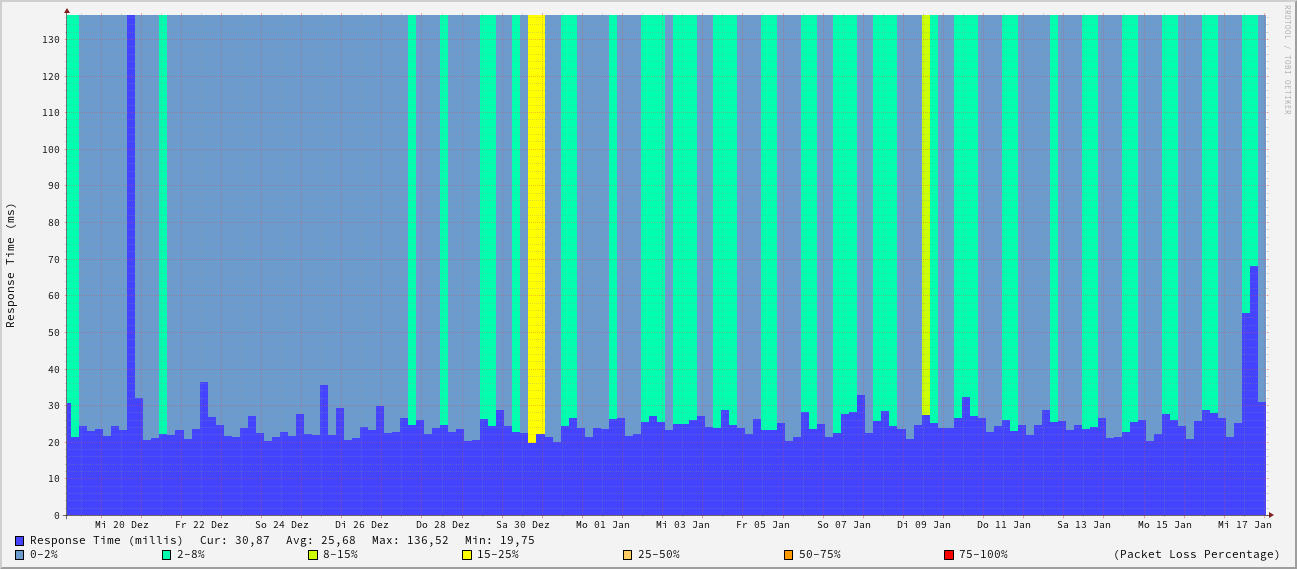 RRDTOOL / TOBI OETIKER
Response Time (ms)
130
120
110
100
90
80
70
60
50
40
30
20
10
0
Mi 20 Dez Fr 22 Dez So 24 Dez Di 26 Dez Do 28 Dez Sa 30 Dez Mo 01 Jan Mi 03 Jan Fr 05 Jan So 07 Jan Di 09 Jan Do 11 Jan Sa 13 Jan Mo 15 Jan Mi 17 Jan
Response Time (millis) Cur: 30,87 Avg: 25,68 Max: 136,52 Min: 19,75
0-2% 2-8% 8-15% 15-25% 25-50% 50-75% 75-100% (Packet Loss Percentage)